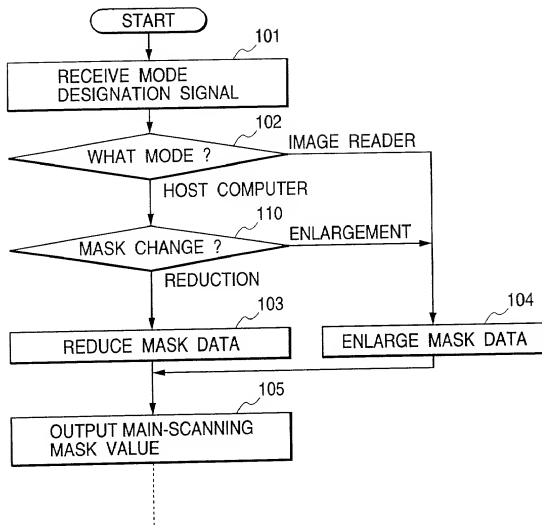 START
101
RECEIVE MODE
DESIGNATION SIGNAL
102
WHAT MODE ?
IMAGE READER
HOST COMPUTER
110
MASK CHANGE ?
ENLARGEMENT
REDUCTION
103
REDUCE MASK DATA
104
ENLARGE MASK DATA
105
OUTPUT MAIN-SCANNING
MASK VALUE